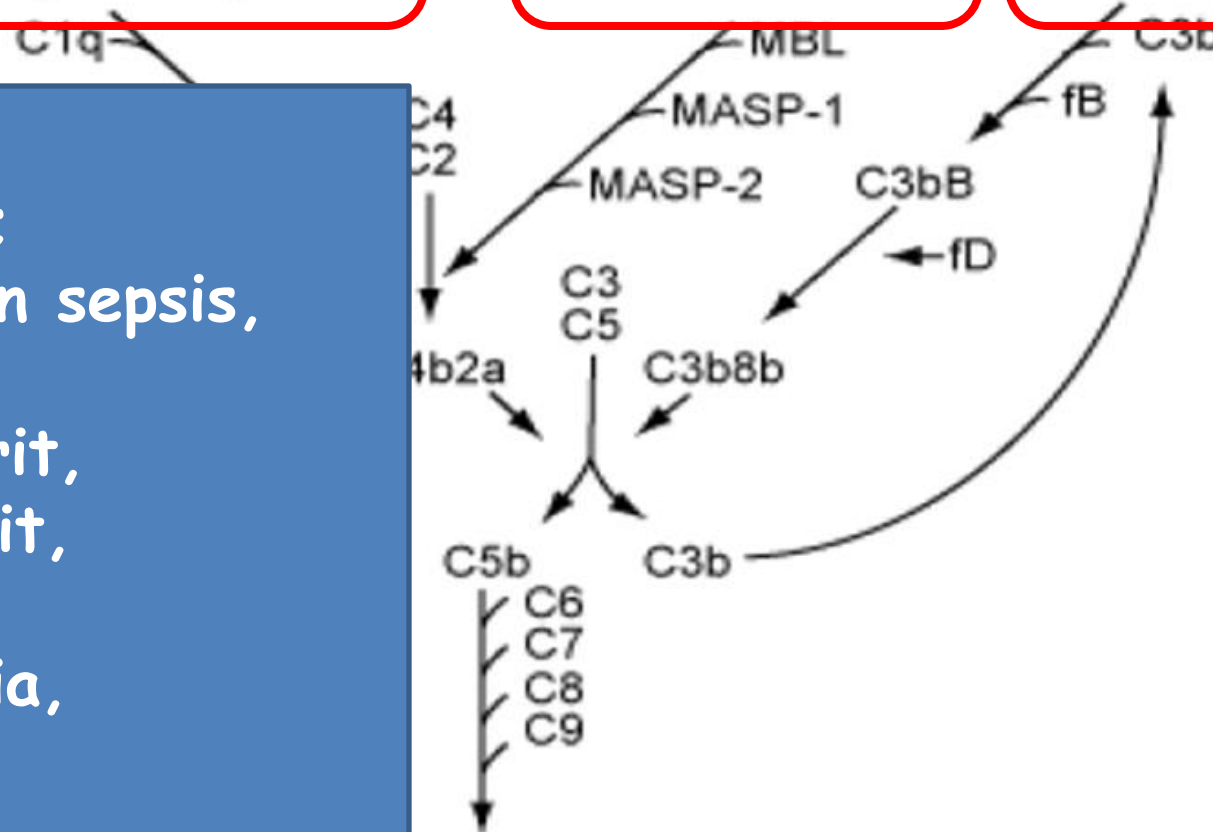 C1q
MBL
C3b
C4
MASP-1
fB
C2
MASP-2
C3bB
fD
n sepsis,
C3
C5
4b2a
C3b8b
rit,
it,
C5b
C3b
C6
C7
C8
ia,
C9